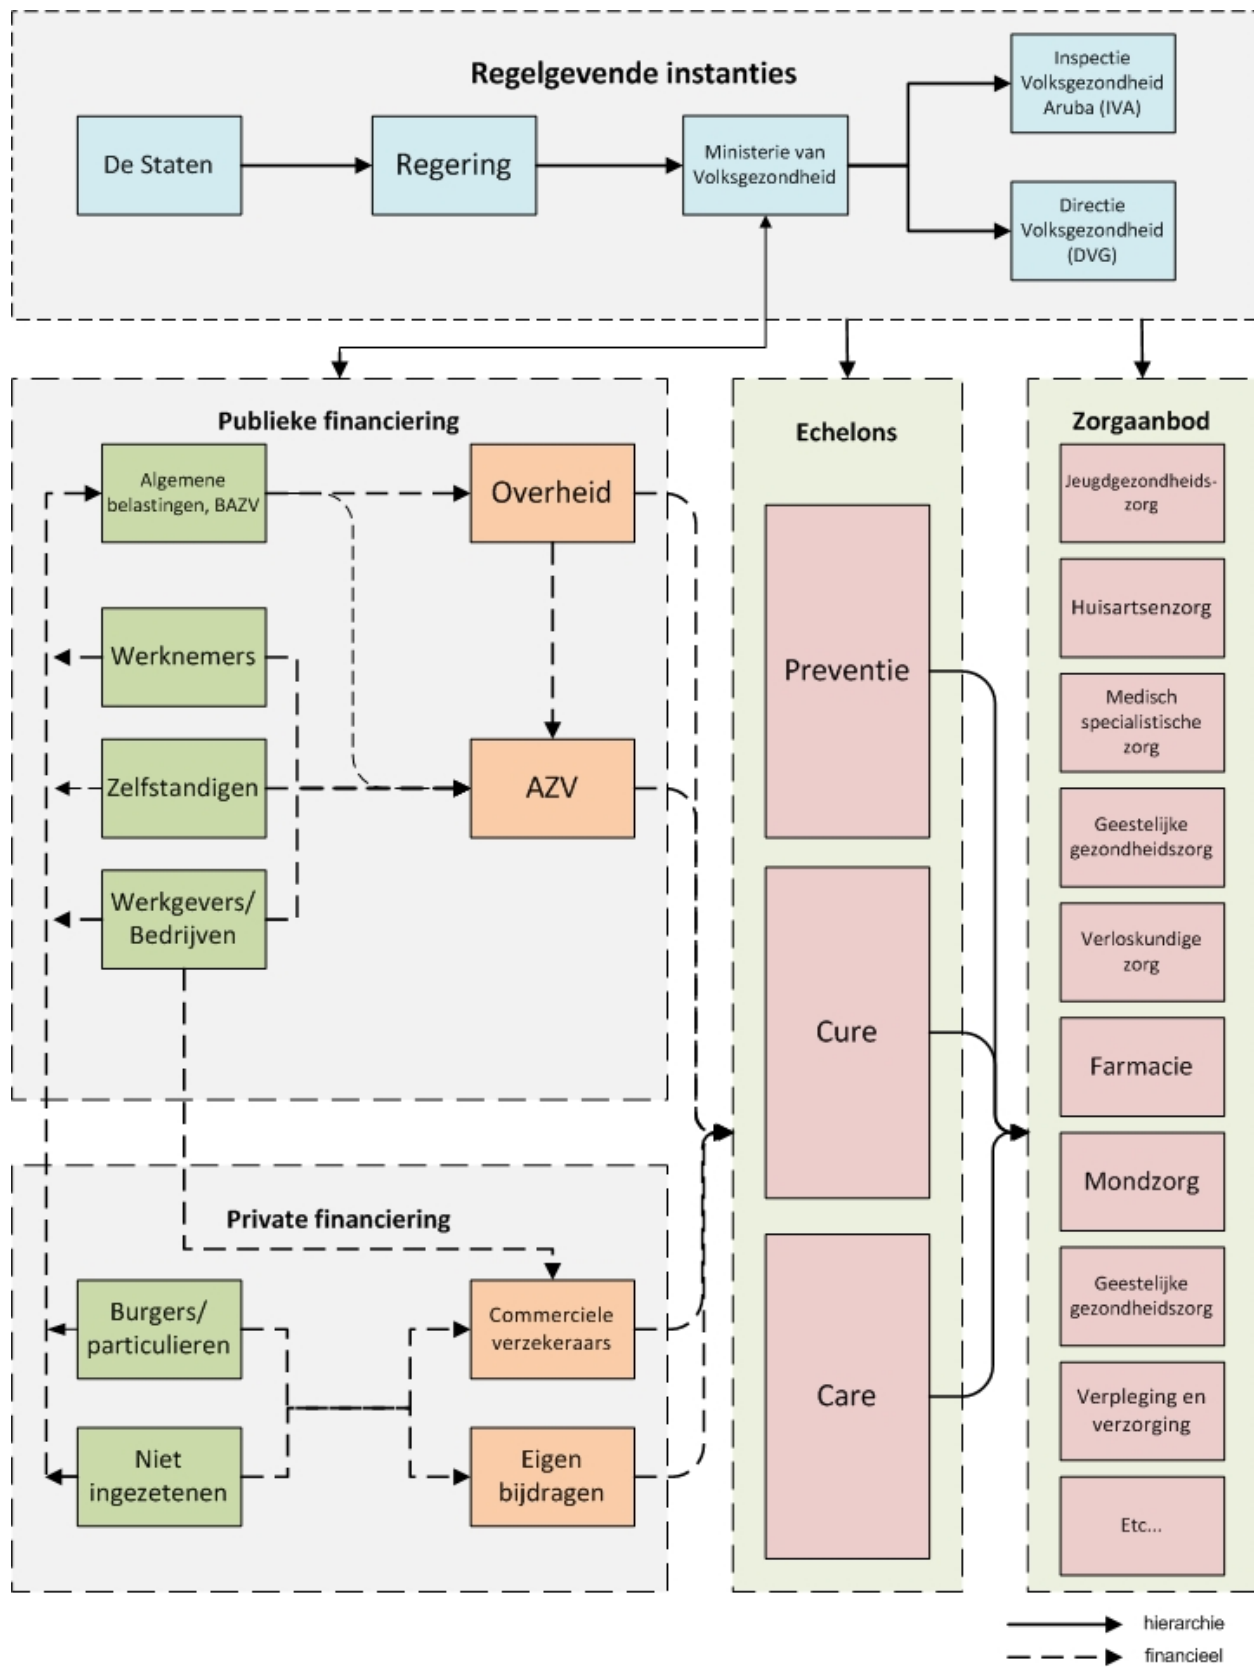 Regelgevende instanties
De Staten
Regering
Ministerie van
Volksgezondheid
Inspectie
Volksgezondheid
Aruba (IVA)
Directie
Volksgezondheid
(DVG)
Publieke financiering
Algemene
belastingen, BAZV
Overheid
Werknemers
Zelfstandigen
AZV
Werkgevers/
Bedrijven
Private financiering
Burgers/
particulieren
Commerciele
verzekeraars
Niet
ingezetenen
Eigen
bijdragen
Echelons
Preventie
Cure
Care
Zorgaanbod
Jeugdgezondheids-
zorg
Huisartsenzorg
Medisch
specialistische
zorg
Geestelijke
gezondheidszorg
Verloskundige
zorg
Farmacie
Mondzorg
Geestelijke
gezondheidszorg
Verpleging en
verzorging
Etc...
hierarchie
financieel